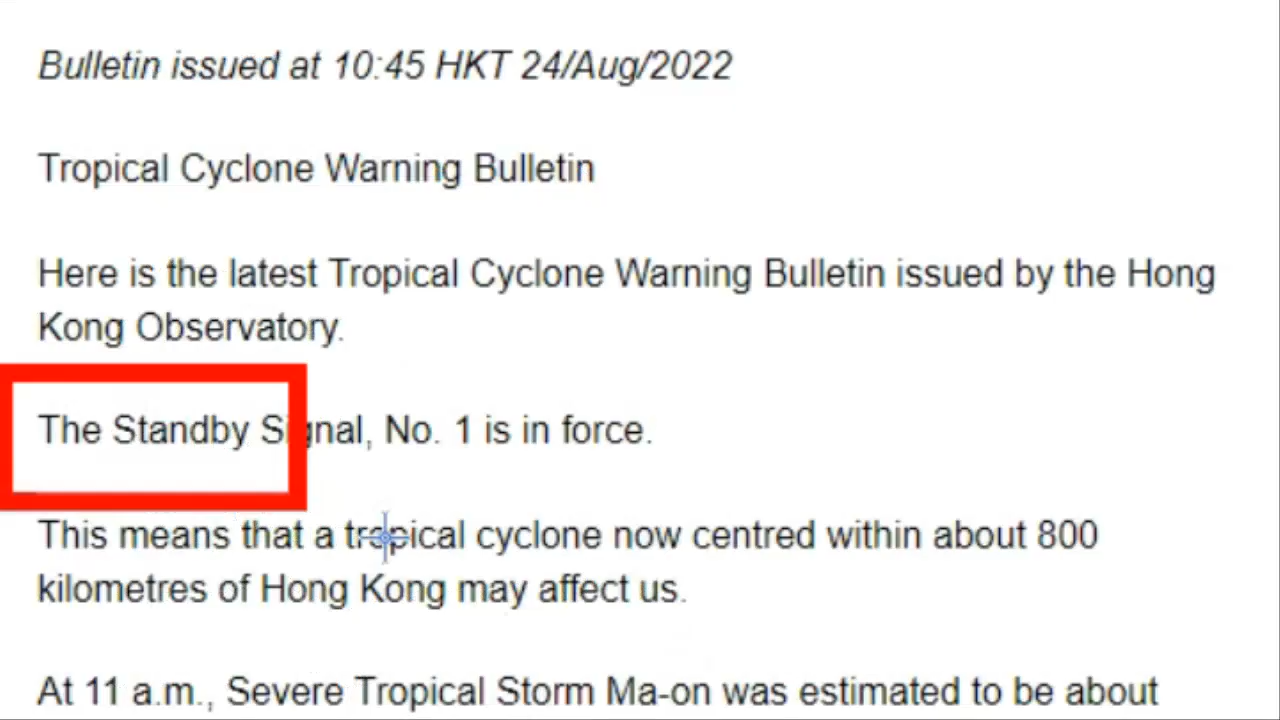 Bulletin issued at 10:45 HKT 24/Aug/2022
Tropical Cyclone Warning Bulletin
Here is the latest Tropical Cyclone Warning Bulletin issued by the Hong
Kong Observatory.
The Standby Signal, No. 1 is in force.
This means that a tropical cyclone now centred within about 800
kilometres of Hong Kong may affect us.
At 11 a.m., Severe Tropical Storm Ma-on was estimated to be about